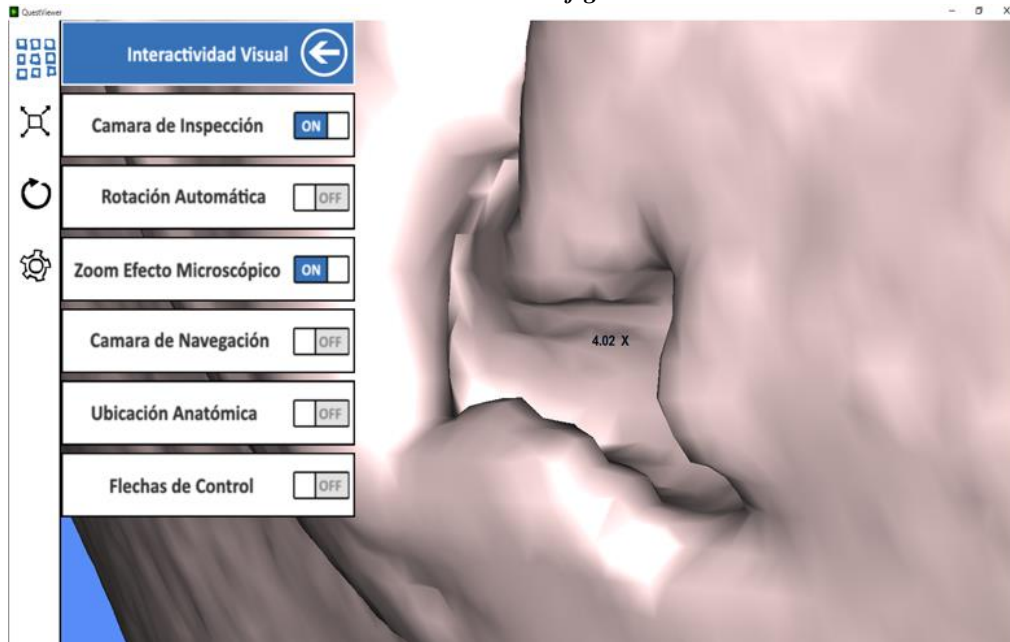 QuestViewer
Interactividad Visual
Camara de Inspección ON
Rotación Automática OFF
Zoom Efecto Microscópico ON
Camara de Navegación OFF
Ubicación Anatómica OFF
Flechas de Control OFF
4.02 X